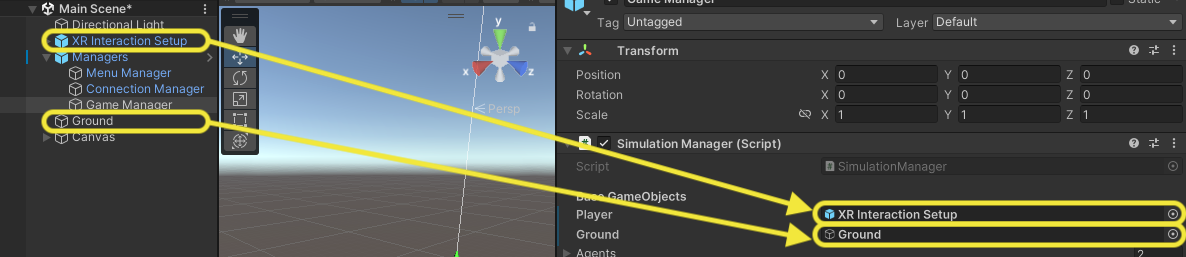 Main Scene*
Directional Light
XR Interaction Setup
Managers
Menu Manager
Connection Manager
Game Manager
Ground
Canvas
y
x
z
Persp
Game Manager
Static
Tag Untagged
Layer Default
Transform
Position X 0 Y 0 Z 0
Rotation X 0 Y 0 Z 0
Scale X 1 Y 1 Z 1
# Simulation Manager (Script)
Script # SimulationManager
Base GameObjects
Player XR Interaction Setup
Ground Ground
Agents 2